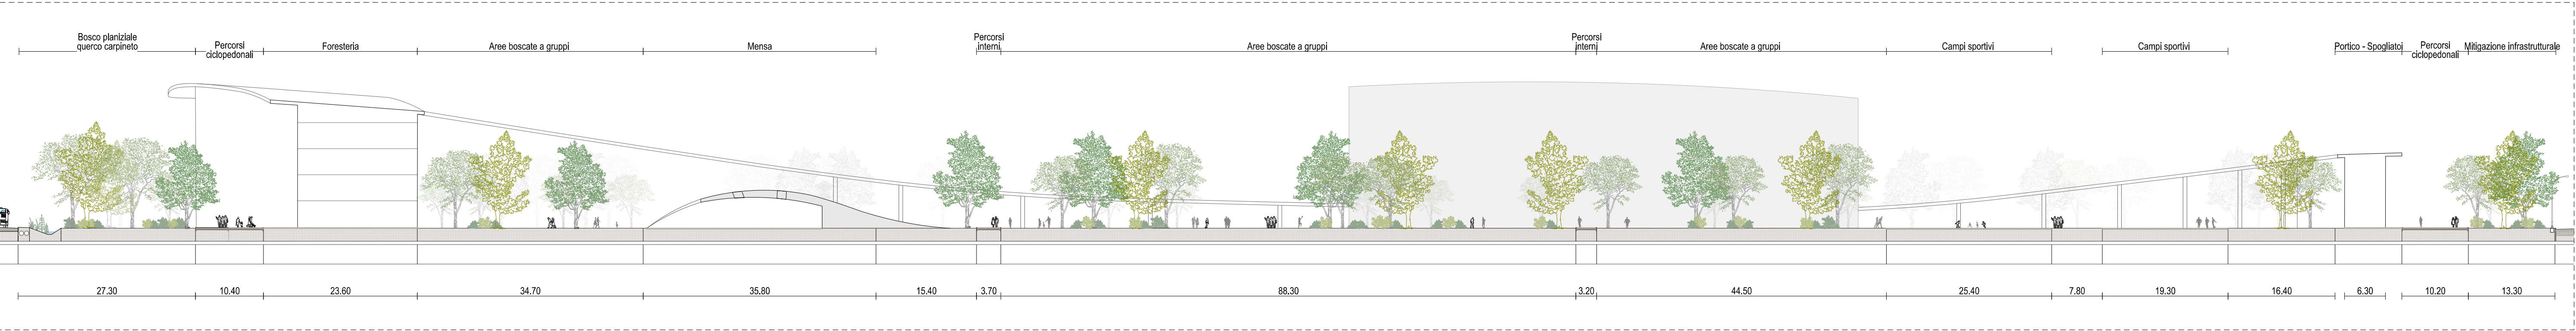 Bosco planiziale
querco carpineto
Percorsi
ciclopedonali
Foresteria
Aree boscate a gruppi
Mensa
Percorsi
interni
Aree boscate a gruppi
Percorsi
interni
Aree boscate a gruppi
Campi sportivi
Campi sportivi
Portico - Spogliatoi
Percorsi
ciclopedonali
Mitigazione infrastrutturale
27.30 10.40 23.60 34.70 35.80 15.40 3.70 88.30 3.20 44.50 25.40 7.80 19.30 16.40 6.30 10.20 13.30